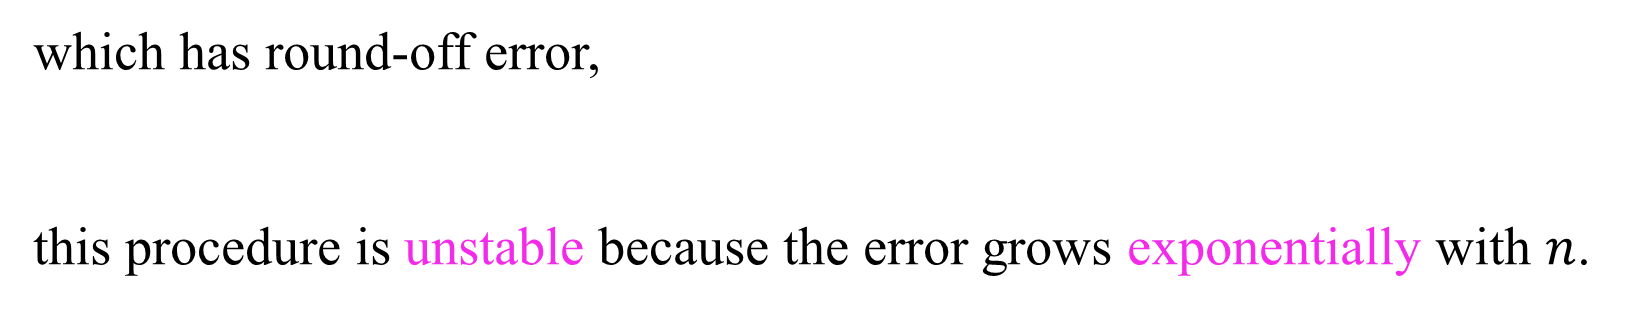 which has round-off error,
this procedure is unstable because the error grows exponentially with n.